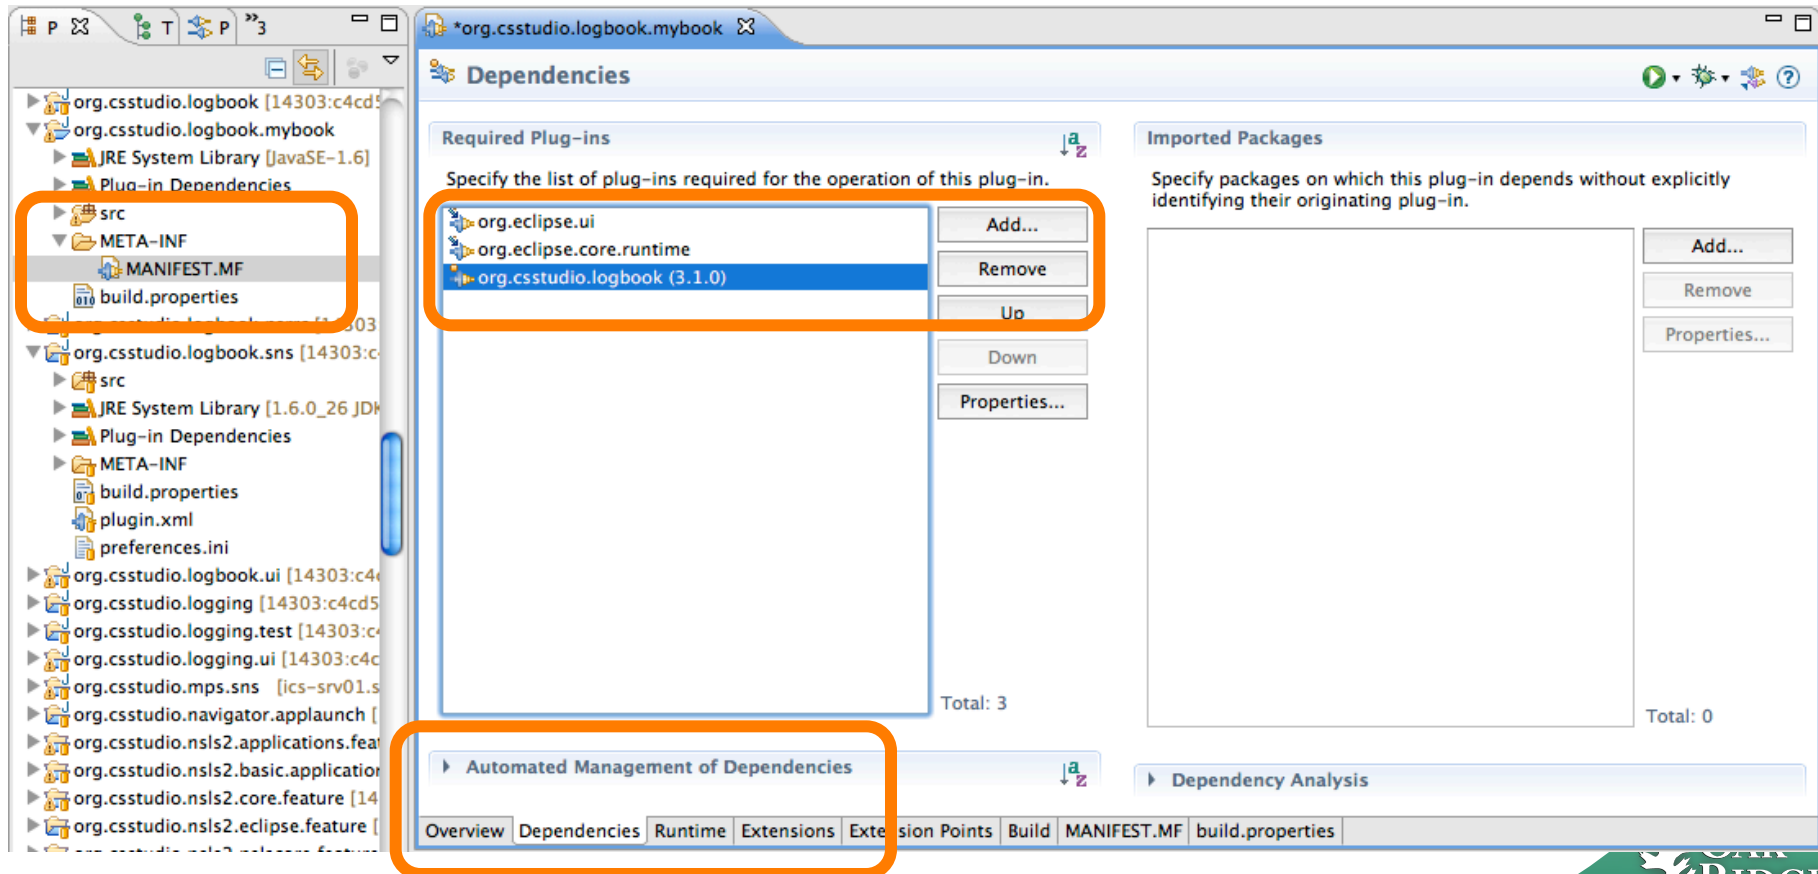 P
T
P
»3
org.csstudio.logbook [14303:c4cd5
org.csstudio.logbook.mybook
JRE System Library [JavaSE-1.6]
Plug-in Dependencies
src
META-INF
MANIFEST.MF
build.properties
org.csstudio.logbook.sns [14303:c
src
JRE System Library [1.6.0_26 JDK
Plug-in Dependencies
META-INF
build.properties
plugin.xml
preferences.ini
org.csstudio.logbook.ui [14303:c4
org.csstudio.logging [14303:c4cd5
org.csstudio.logging.test [14303:c
org.csstudio.logging.ui [14303:c4c
org.csstudio.mps.sns [ics-srv01.s
org.csstudio.navigator.applaunch [
org.csstudio.nsls2.applications.feat
org.csstudio.nsls2.basic.application
org.csstudio.nsls2.core.feature [14
org.csstudio.nsls2.eclipse.feature [
*org.csstudio.logbook.mybook
Dependencies
Required Plug-ins
Specify the list of plug-ins required for the operation of this plug-in.
org.eclipse.ui
org.eclipse.core.runtime
org.csstudio.logbook (3.1.0)
Add...
Remove
Up
Down
Properties...
Total: 3
Imported Packages
Specify packages on which this plug-in depends without explicitly
identifying their originating plug-in.
Add...
Remove
Properties...
Total: 0
Automated Management of Dependencies
Dependency Analysis
Overview Dependencies Runtime Extensions Extension Points Build MANIFEST.MF build.properties
OAK
RIDGE